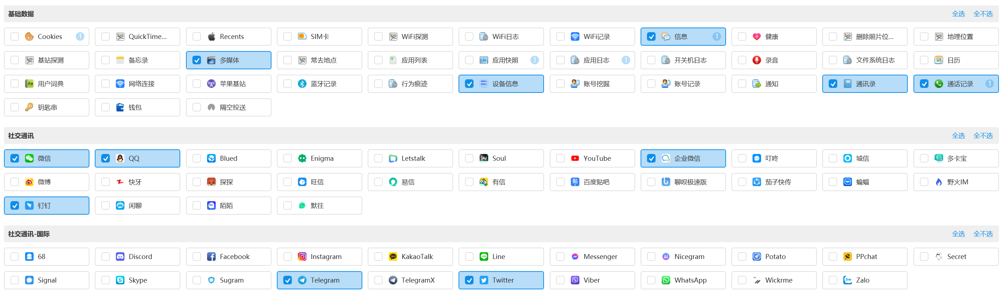 基础数据 全选 全不选
Cookies 1 QuickTime... Recents SIM卡 WiFi探测 WiFi日志 WiFi记录 信息 1 健康 删除照片位... 地理位置
基站探测 备忘录 多媒体 常去地点 应用列表 应用快照 1 应用日志 1 开关机日志 录音 文件系统日志 日历
用户词典 网络连接 苹果基站 蓝牙记录 行为痕迹 设备信息 账号挖掘 账号记录 通知 通讯录 通话记录 1
钥匙串 钱包 隔空投送
社交通讯 全选 全不选
微信 QQ Blued Enigma Letstalk Soul YouTube 企业微信 叮咚 城信 多卡宝
微博 快牙 探探 旺信 易信 有信 百度贴吧 聊呗极速版 茄子快传 蝙蝠 野火IM
钉钉 闲聊 陌陌 默往
社交通讯-国际 全选 全不选
68 Discord Facebook Instagram KakaoTalk Line Messenger Nicegram Potato PPchat Secret
Signal Skype Sugram Telegram TelegramX Twitter Viber WhatsApp Wickrme Zalo